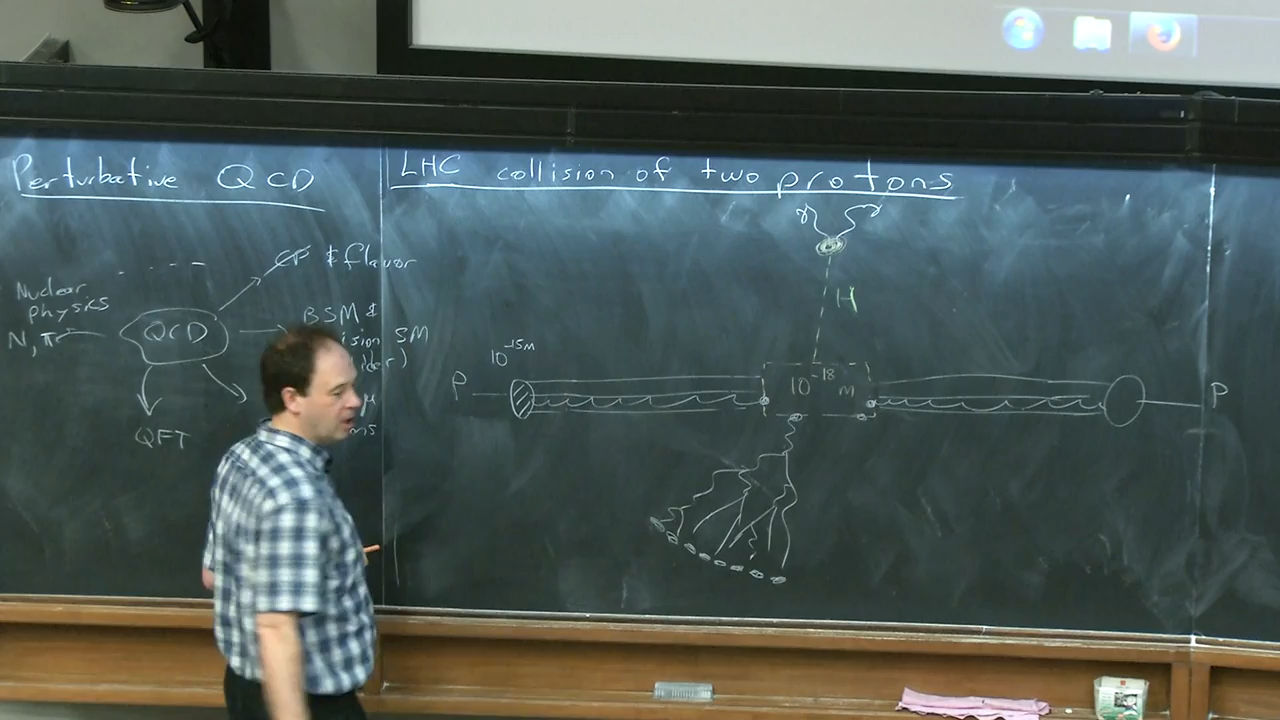 Perturbative QCD
LHC collision of two protons
CP & flavor
Nuclear
physics
N, π
QCD
BSM &
SM
QFT
10^-15 m
P
H
10^-18 m
P